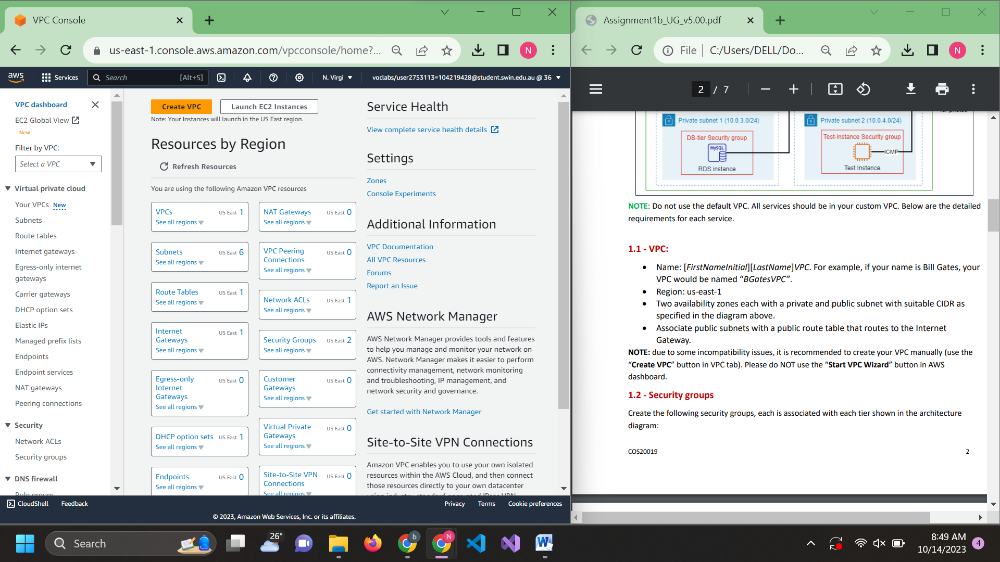 VPC Console
us-east-1.console.aws.amazon.com/vpcconsole/home?...
N
aws
Services
Search
[Alt+S]
N. Virgi
voclabs/user2753113=104219428@student.swin.edu.au @ 36
VPC dashboard
EC2 Global View
New
Filter by VPC:
Select a VPC
Virtual private cloud
Your VPCs New
Subnets
Route tables
Internet gateways
Egress-only internet
gateways
Carrier gateways
DHCP option sets
Elastic IPs
Managed prefix lists
Endpoints
Endpoint services
NAT gateways
Peering connections
Security
Network ACLs
Security groups
DNS firewall
Rule groups
Create VPC
Launch EC2 Instances
Note: Your Instances will launch in the US East region.
Resources by Region
Refresh Resources
You are using the following Amazon VPC resources
VPCs US East 1
See all regions
NAT Gateways US East 0
See all regions
Subnets US East 6
See all regions
VPC Peering
Connections US East 0
See all regions
Route Tables US East 1
See all regions
Network ACLs US East 1
See all regions
Internet
Gateways US East 1
See all regions
Security Groups US East 2
See all regions
Egress-only
Internet
Gateways US East 0
See all regions
Customer
Gateways US East 0
See all regions
DHCP option sets US East 1
See all regions
Virtual Private
Gateways US East 0
See all regions
Endpoints US East 0
See all regions
Site-to-Site VPN
Connections US East 0
See all regions
Service Health
View complete service health details
Settings
Zones
Console Experiments
Additional Information
VPC Documentation
All VPC Resources
Forums
Report an Issue
AWS Network Manager
AWS Network Manager provides tools and features
to help you manage and monitor your network on
AWS. Network Manager makes it easier to perform
connectivity management, network monitoring
and troubleshooting, IP management, and
network security and governance.
Get started with Network Manager
Site-to-Site VPN Connections
Amazon VPC enables you to use your own isolated
resources within the AWS Cloud, and then connect
those resources directly to your own datacenter
using industry-standard encrypted IPsec VPN
CloudShell
Feedback
Privacy
Terms
Cookie preferences
© 2023, Amazon Web Services, Inc. or its affiliates.
Assignment1b_UG_v5.00.pdf
File
C:/Users/DELL/Do...
N
2 / 7
for photos
Private subnet 1 (10.0.3.0/24)
DB-tier Security group
MySQL
RDS instance
Private subnet 2 (10.0.4.0/24)
Test-instance Security group
ICMP
Test Instance
NOTE: Do not use the default VPC. All services should be in your custom VPC. Below are the detailed
requirements for each service.
1.1 - VPC:
• Name: [FirstNameInitial][LastName]VPC. For example, if your name is Bill Gates, your
VPC would be named “BGatesVPC”.
• Region: us-east-1
• Two availability zones each with a private and public subnet with suitable CIDR as
specified in the diagram above.
• Associate public subnets with a public route table that routes to the Internet
Gateway.
NOTE: due to some incompatibility issues, it is recommended to create your VPC manually (use the
“Create VPC” button in VPC tab). Please do NOT use the “Start VPC Wizard” button in AWS
dashboard.
1.2 - Security groups
Create the following security groups, each is associated with each tier shown in the architecture
diagram:
COS20019
2
Search
26°
b
N
8:49 AM
10/14/2023
4